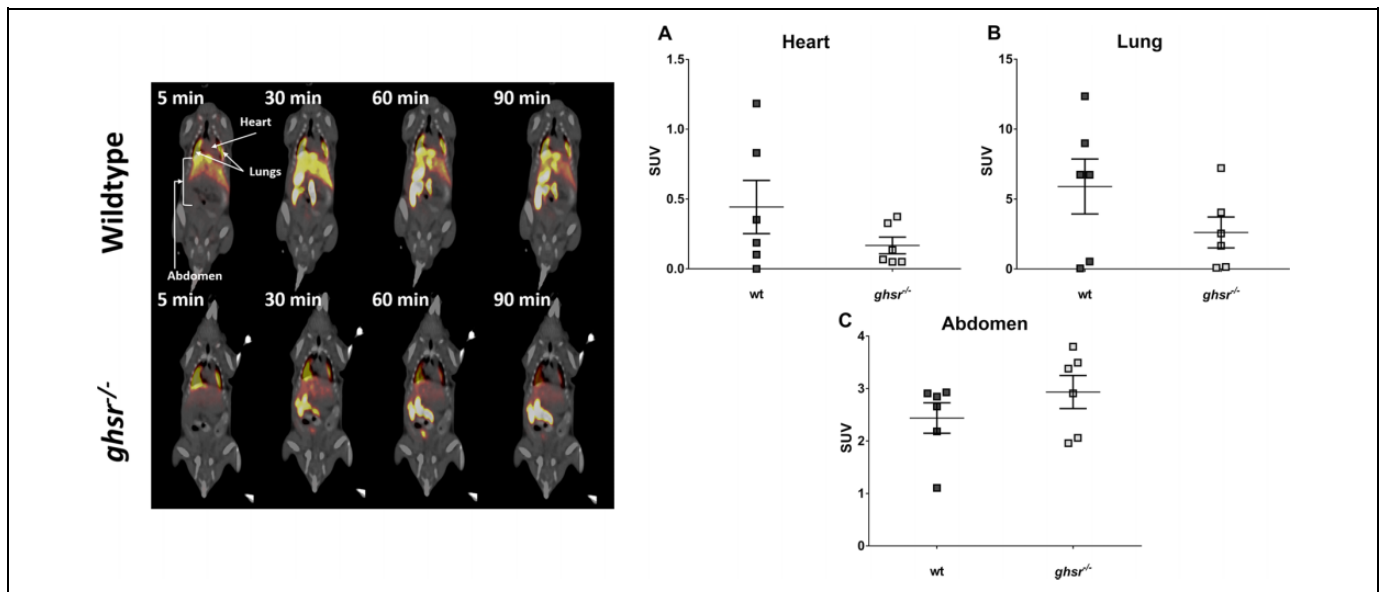 Wildtype
5 min 30 min 60 min 90 min
Heart
Lungs
Abdomen
ghsr-/-
5 min 30 min 60 min 90 min
A Heart
SUV
1.5
1.0
0.5
0.0
wt ghsr-/-
B Lung
SUV
15
10
5
0
wt ghsr-/-
C Abdomen
SUV
4
3
2
1
0
wt ghsr-/-